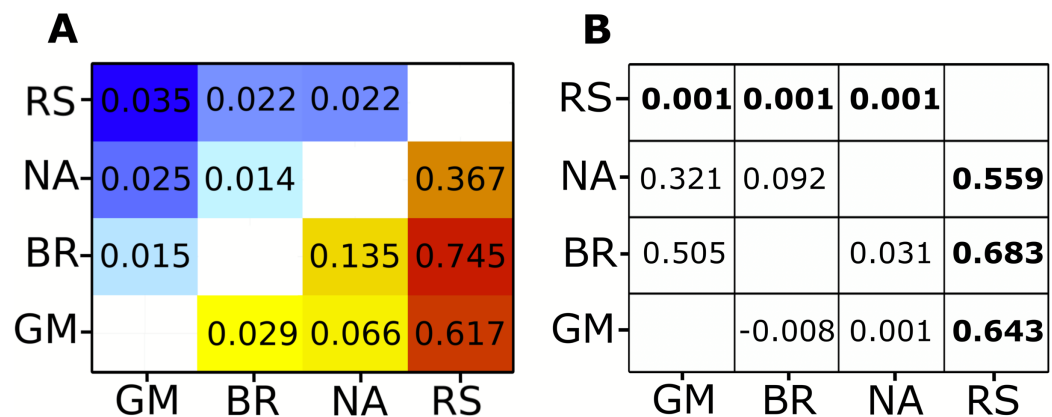 A
RS 0.035 0.022 0.022
NA 0.025 0.014 0.367
BR 0.015 0.135 0.745
GM 0.029 0.066 0.617
GM BR NA RS
B
RS 0.001 0.001 0.001
NA 0.321 0.092 0.559
BR 0.505 0.031 0.683
GM -0.008 0.001 0.643
GM BR NA RS